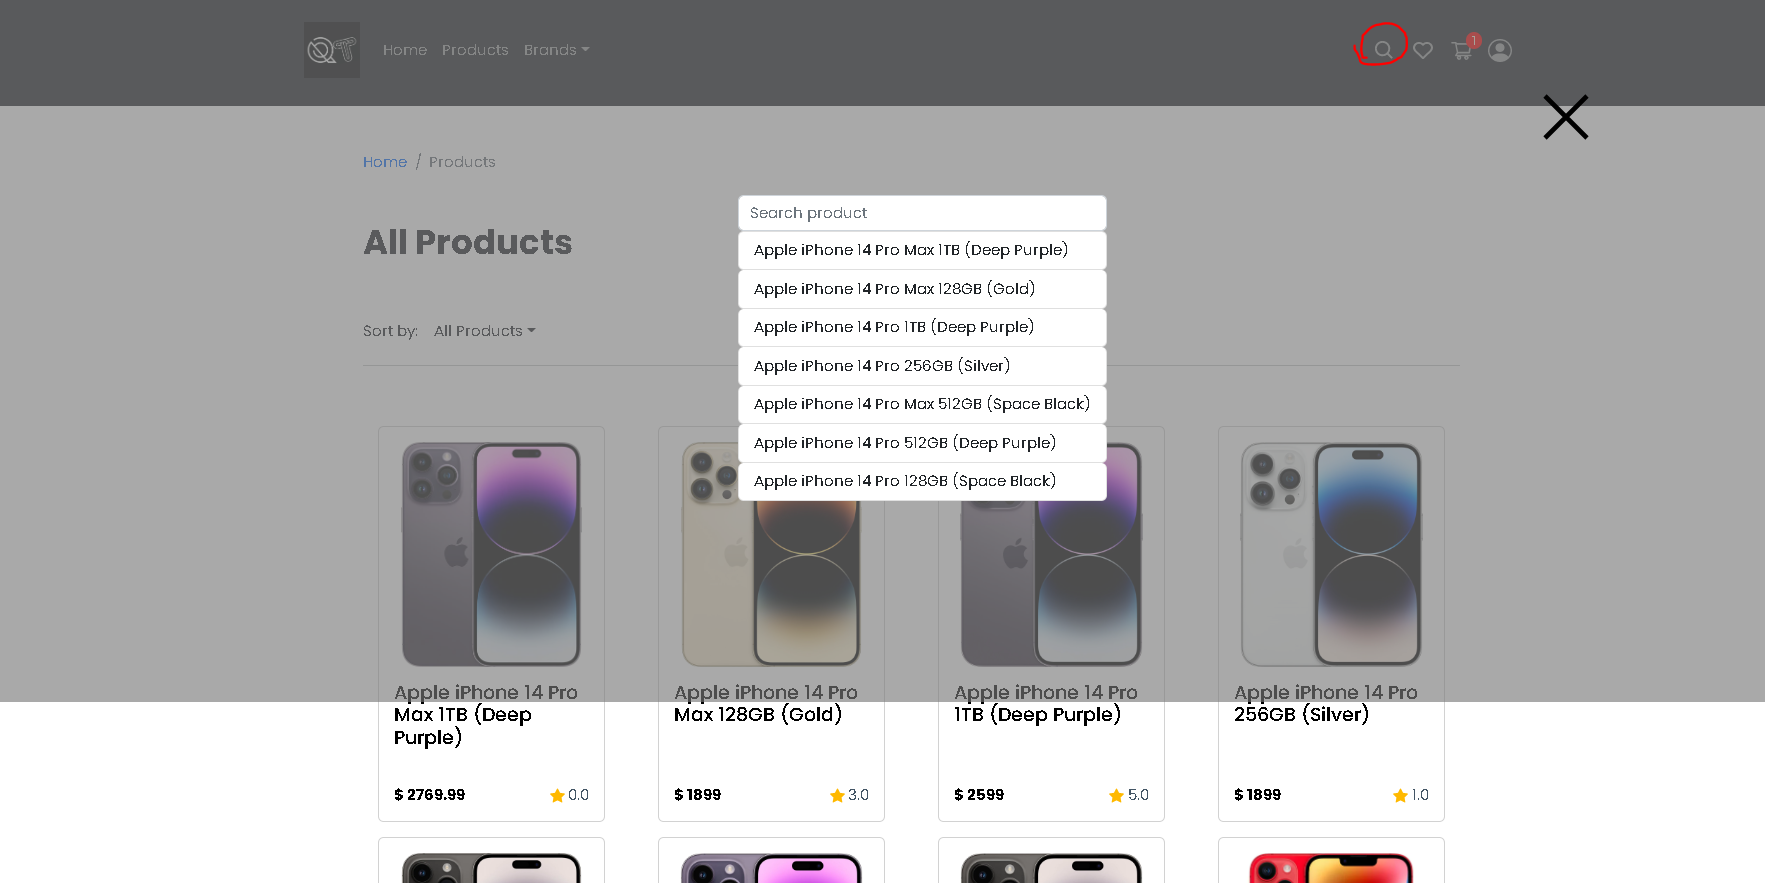 QT
Home Products Brands
1
Home / Products
Search product
All Products
Apple iPhone 14 Pro Max 1TB (Deep Purple)
Apple iPhone 14 Pro Max 128GB (Gold)
Apple iPhone 14 Pro 1TB (Deep Purple)
Sort by: All Products
Apple iPhone 14 Pro 256GB (Silver)
Apple iPhone 14 Pro Max 512GB (Space Black)
Apple iPhone 14 Pro 512GB (Deep Purple)
Apple iPhone 14 Pro 128GB (Space Black)
Apple iPhone 14 Pro
Max 1TB (Deep
Purple)
$ 2769.99 0.0
Apple iPhone 14 Pro
Max 128GB (Gold)
$ 1899 3.0
Apple iPhone 14 Pro
1TB (Deep Purple)
$ 2599 5.0
Apple iPhone 14 Pro
256GB (Silver)
$ 1899 1.0